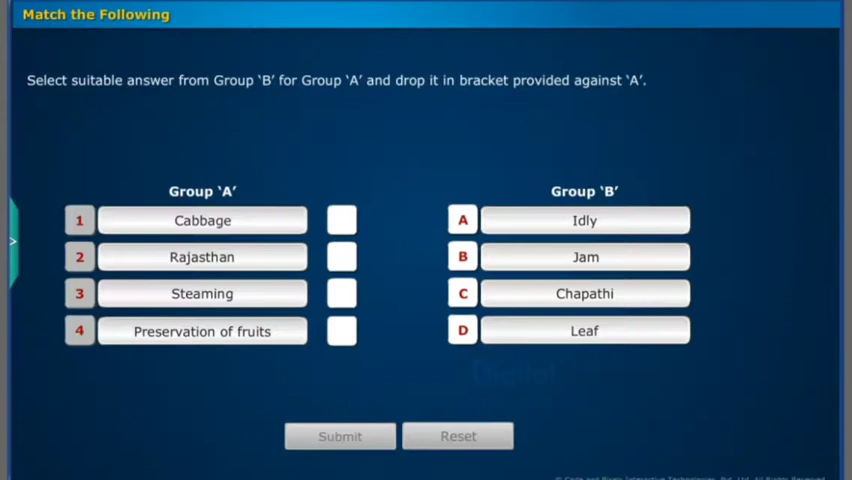 Match the Following
Select suitable answer from Group ‘B’ for Group ‘A’ and drop it in bracket provided against ‘A’.
Group ‘A’ Group ‘B’
1 Cabbage A Idly
2 Rajasthan B Jam
3 Steaming C Chapathi
4 Preservation of fruits D Leaf
Digital
Submit Reset
>